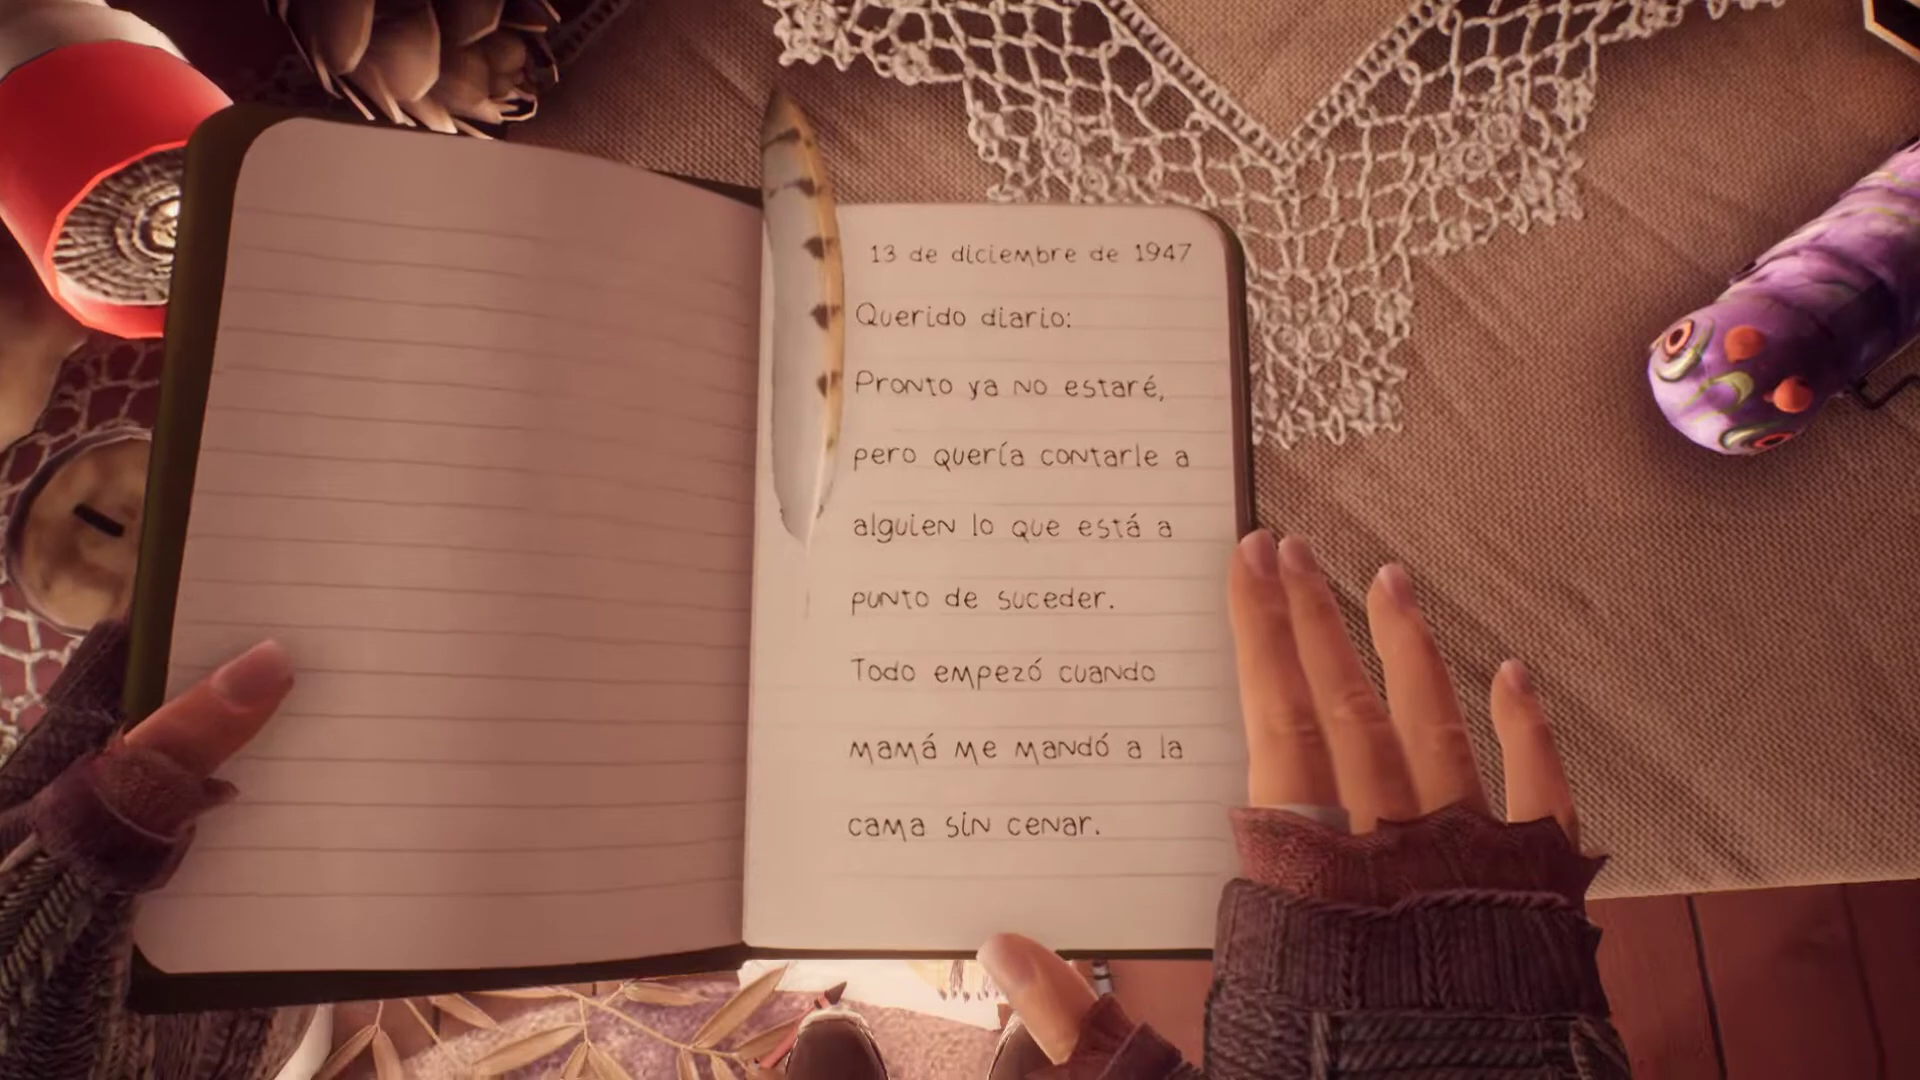 13 de diciembre de 1947
Querido diario:
Pronto ya no estaré,
pero quería contarle a
alguien lo que está a
punto de suceder.
Todo empezó cuando
mamá me mandó a la
cama sin cenar.